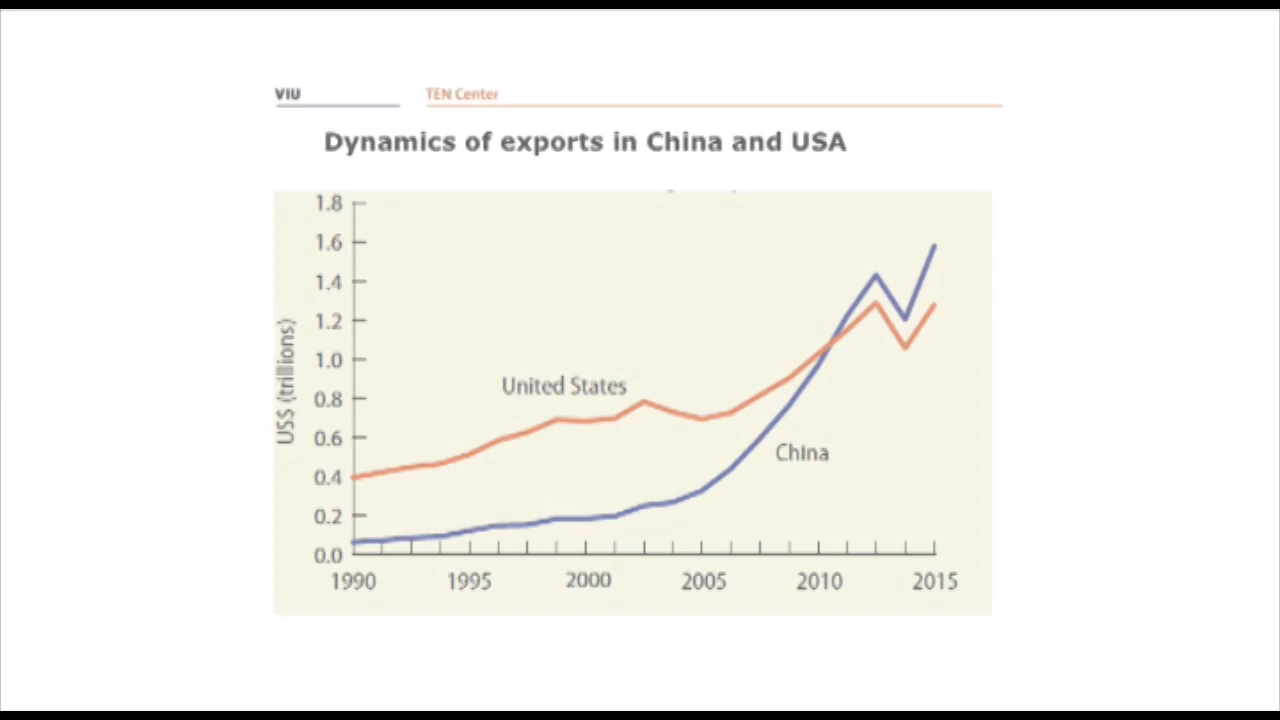 VIU TEN Center
Dynamics of exports in China and USA
US$ (trillions)
1.8
1.6
1.4
1.2
1.0
0.8
0.6
0.4
0.2
0.0
United States
China
1990 1995 2000 2005 2010 2015